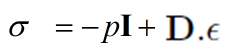 σ = −pI + D.ϵ